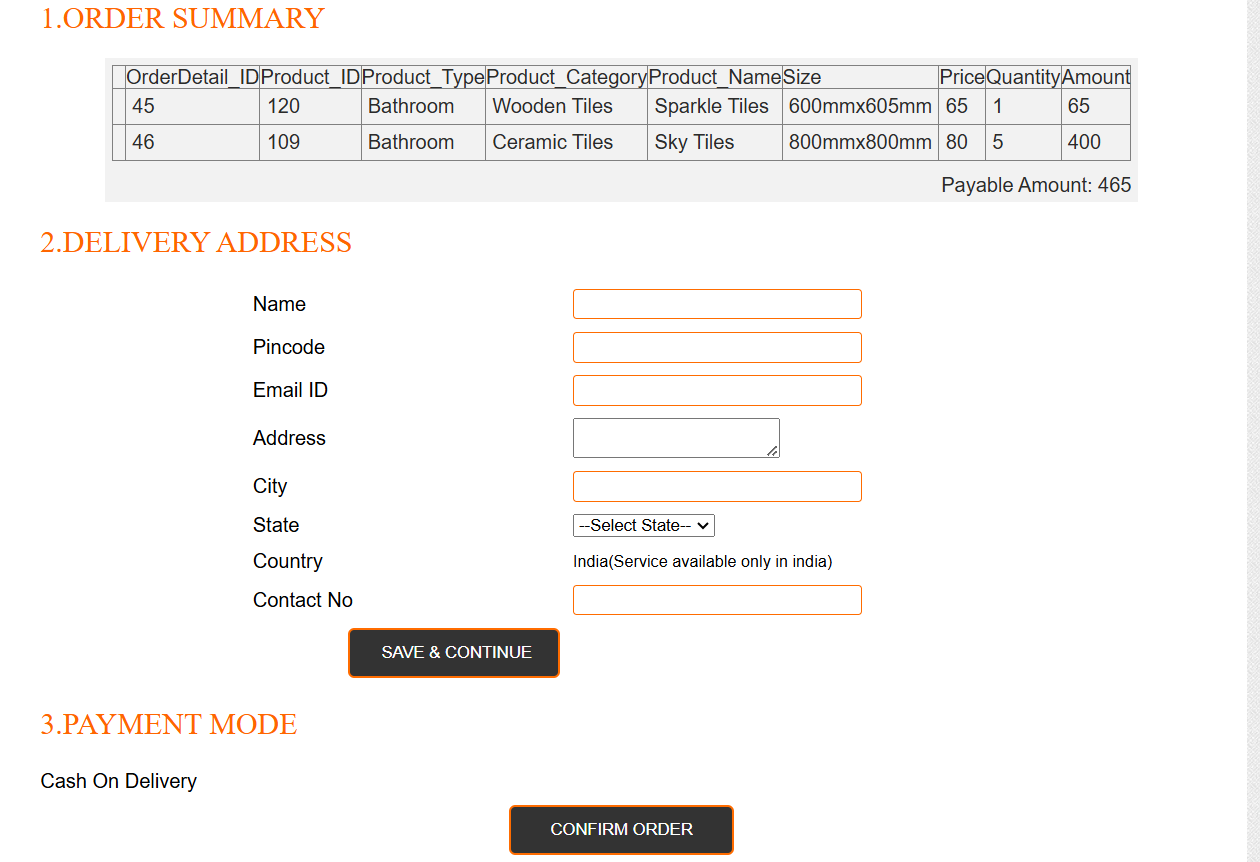 1.ORDER SUMMARY
OrderDetail_ID Product_ID Product_Type Product_Category Product_Name Size Price Quantity Amount
45 120 Bathroom Wooden Tiles Sparkle Tiles 600mmx605mm 65 1 65
46 109 Bathroom Ceramic Tiles Sky Tiles 800mmx800mm 80 5 400
Payable Amount: 465
2.DELIVERY ADDRESS
Name
Pincode
Email ID
Address
City
State --Select State--
Country India(Service available only in india)
Contact No
SAVE & CONTINUE
3.PAYMENT MODE
Cash On Delivery
CONFIRM ORDER